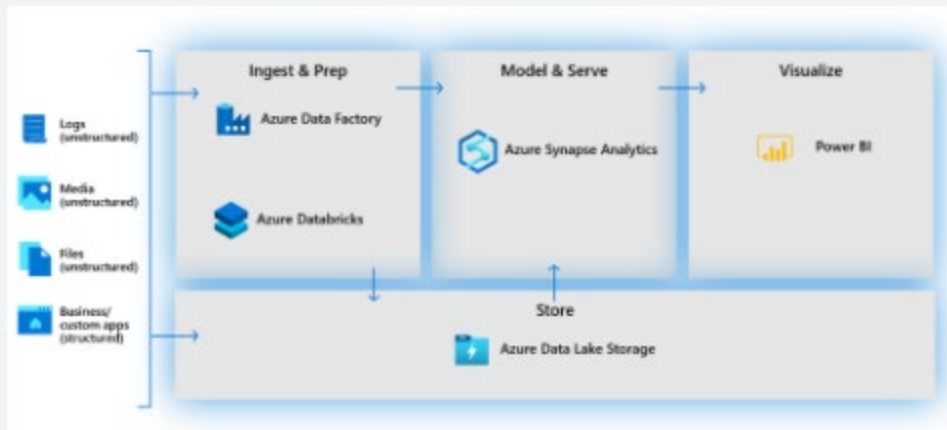 Ingest & Prep
Model & Serve
Visualize
Logs
(unstructured)
Media
(unstructured)
Files
(unstructured)
Business/
custom apps
(structured)
Azure Data Factory
Azure Databricks
Azure Synapse Analytics
Power BI
Store
Azure Data Lake Storage